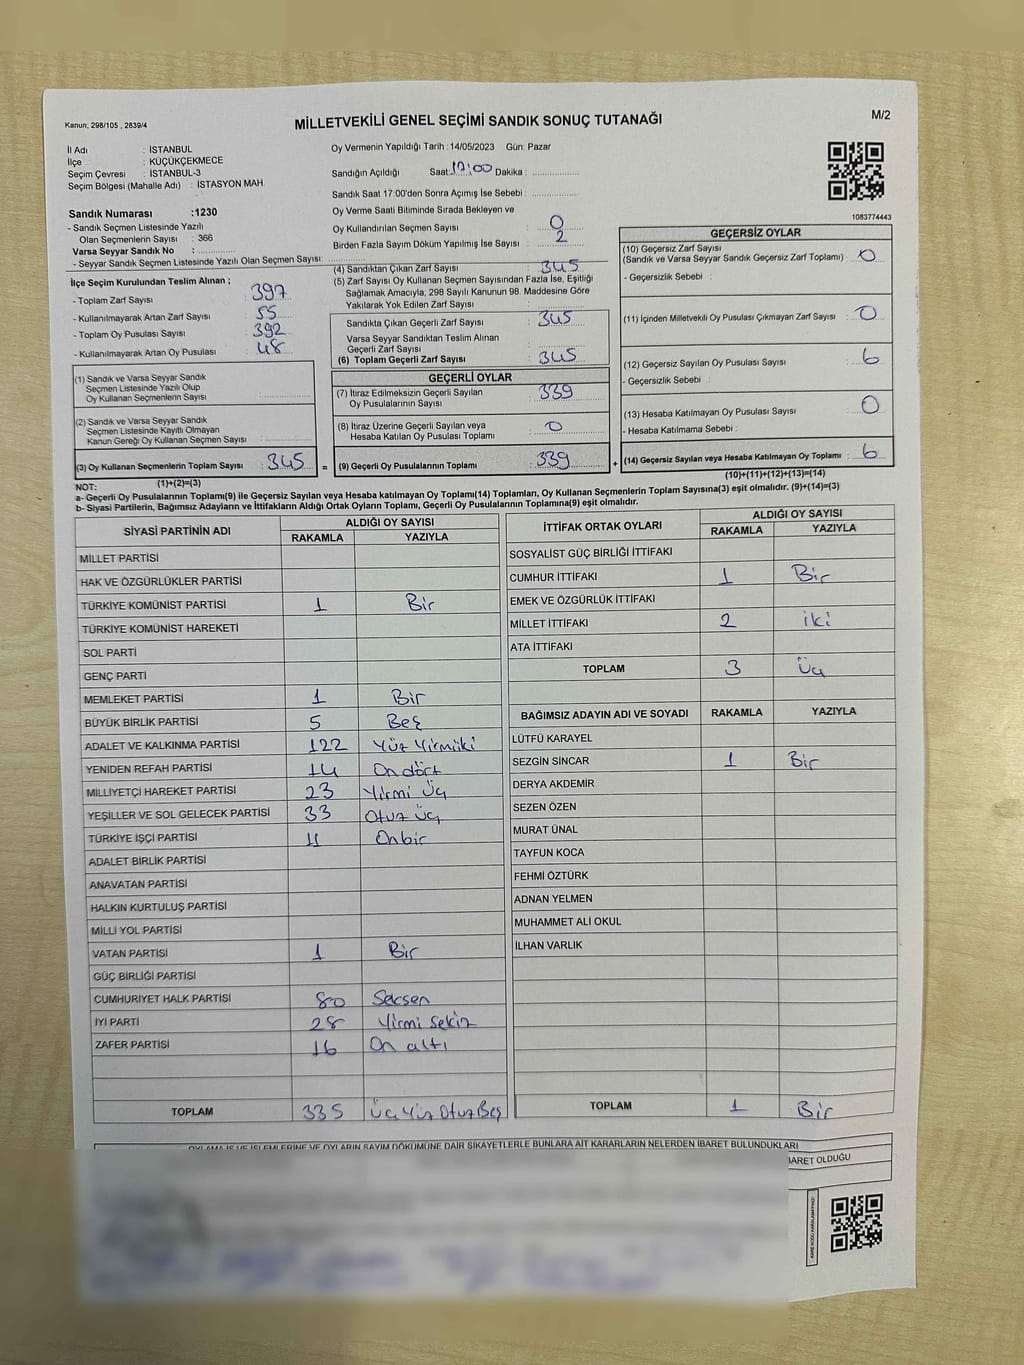 Kanun; 298/105 , 2839/4
MİLLETVEKİLİ GENEL SEÇİMİ SANDIK SONUÇ TUTANAĞI
M/2
İl Adı : İSTANBUL
İlçe : KÜÇÜKÇEKMECE
Seçim Çevresi : İSTANBUL-3
Seçim Bölgesi (Mahalle Adı) : İSTASYON MAH
Sandık Numarası :1230
- Sandık Seçmen Listesinde Yazılı
Olan Seçmenlerin Sayısı : 366
Varsa Seyyar Sandık No :
- Seyyar Sandık Seçmen Listesinde Yazılı Olan Seçmen Sayısı:
Oy Vermenin Yapıldığı Tarih :14/05/2023 Gün: Pazar
Sandığın Açıldığı Saat 17:00 Dakika :
Sandık Saat 17:00'den Sonra Açımış İse Sebebi :
Oy Verme Saati Bitiminde Sırada Bekleyen ve
Oy Kullandırılan Seçmen Sayısı : 0
Birden Fazla Sayım Döküm Yapılmış İse Sayısı : 2
1083774443
İlçe Seçim Kurulundan Teslim Alınan ;
- Toplam Zarf Sayısı : 397
- Kullanılmayarak Artan Zarf Sayısı : 55
- Toplam Oy Pusulası Sayısı : 392
- Kullanılmayarak Artan Oy Pusulası : 48
(1) Sandık ve Varsa Seyyar Sandık
Seçmen Listesinde Yazılı Olup
Oy Kullanan Seçmenlerin Sayısı :
(2) Sandık ve Varsa Seyyar Sandık
Seçmen Listesinde Kayıtlı Olmayan
Kanun Gereği Oy Kullanan Seçmen Sayısı :
(3) Oy Kullanan Seçmenlerin Toplam Sayısı : 345
(1)+(2)=(3)
=
(4) Sandıktan Çıkan Zarf Sayısı : 345
(5) Zarf Sayısı Oy Kullanan Seçmen Sayısından Fazla İse, Eşitliği
Sağlamak Amacıyla; 298 Sayılı Kanunun 98. Maddesine Göre
Yakılarak Yok Edilen Zarf Sayısı :
Sandıkta Çıkan Geçerli Zarf Sayısı : 345
Varsa Seyyar Sandıktan Teslim Alınan
Geçerli Zarf Sayısı :
(6) Toplam Geçerli Zarf Sayısı : 345
GEÇERLİ OYLAR
(7) İtiraz Edilmeksizin Geçerli Sayılan
Oy Pusulalarının Sayısı : 339
(8) İtiraz Üzerine Geçerli Sayılan veya
Hesaba Katılan Oy Pusulası Toplamı : 0
(9) Geçerli Oy Pusulalarının Toplamı : 339
+
GEÇERSİZ OYLAR
(10) Geçersiz Zarf Sayısı
(Sandık ve Varsa Seyyar Sandık Geçersiz Zarf Toplamı) : 0
- Geçersizlik Sebebi :
(11) İçinden Milletvekili Oy Pusulası Çıkmayan Zarf Sayısı : 0
(12) Geçersiz Sayılan Oy Pusulası Sayısı : 6
- Geçersizlik Sebebi :
(13) Hesaba Katılmayan Oy Pusulası Sayısı : 0
- Hesaba Katılmama Sebebi :
(14) Geçersiz Sayılan veya Hesaba Katılmayan Oy Toplamı : 6
(10)+(11)+(12)+(13)=(14)
NOT:
a- Geçerli Oy Pusulalarının Toplamı(9) ile Geçersiz Sayılan veya Hesaba katılmayan Oy Toplamı(14) Toplamları, Oy Kullanan Seçmenlerin Toplam Sayısına(3) eşit olmalıdır. (9)+(14)=(3)
b- Siyasi Partilerin, Bağımsız Adayların ve İttifakların Aldığı Ortak Oyların Toplamı, Geçerli Oy Pusulalarının Toplamına(9) eşit olmalıdır.
SİYASİ PARTİNİN ADI ALDIĞI OY SAYISI
RAKAMLA YAZIYLA
MİLLET PARTİSİ
HAK VE ÖZGÜRLÜKLER PARTİSİ
TÜRKİYE KOMÜNİST PARTİSİ 1 Bir
TÜRKİYE KOMÜNİST HAREKETİ
SOL PARTİ
GENÇ PARTİ
MEMLEKET PARTİSİ 1 Bir
BÜYÜK BİRLİK PARTİSİ 5 Beş
ADALET VE KALKINMA PARTİSİ 122 Yüz Yirmiiki
YENİDEN REFAH PARTİSİ 14 On dört
MİLLİYETÇİ HAREKET PARTİSİ 23 Yirmi Üç
YEŞİLLER VE SOL GELECEK PARTİSİ 33 Otuz Üç
TÜRKİYE İŞÇİ PARTİSİ 11 Onbir
ADALET BİRLİK PARTİSİ
ANAVATAN PARTİSİ
HALKIN KURTULUŞ PARTİSİ
MİLLİ YOL PARTİSİ
VATAN PARTİSİ 1 Bir
GÜÇ BİRLİĞİ PARTİSİ
CUMHURİYET HALK PARTİSİ 80 Seksen
İYİ PARTİ 28 Yirmi sekiz
ZAFER PARTİSİ 16 On altı
TOPLAM 335 Üç Yüz Otuz Beş
İTTİFAK ORTAK OYLARI ALDIĞI OY SAYISI
RAKAMLA YAZIYLA
SOSYALİST GÜÇ BİRLİĞİ İTTİFAKI
CUMHUR İTTİFAKI 1 Bir
EMEK VE ÖZGÜRLÜK İTTİFAKI
MİLLET İTTİFAKI 2 iki
ATA İTTİFAKI
TOPLAM 3 Üç
BAĞIMSIZ ADAYIN ADI VE SOYADI RAKAMLA YAZIYLA
LÜTFÜ KARAYEL
SEZGİN SİNCAR 1 Bir
DERYA AKDEMİR
SEZEN ÖZEN
MURAT ÜNAL
TAYFUN KOCA
FEHMİ ÖZTÜRK
ADNAN YELMEN
MUHAMMET ALİ OKUL
İLHAN VARLIK
TOPLAM 1 Bir
OYLAMA İŞ VE İŞLEMLERİNE VE OYLARIN SAYIM DÖKÜMÜNE DAİR ŞİKAYETLERLE BUNLARA AİT KARARLARIN NELERDEN İBARET BULUNDUKLARI
BARET OLDUĞU